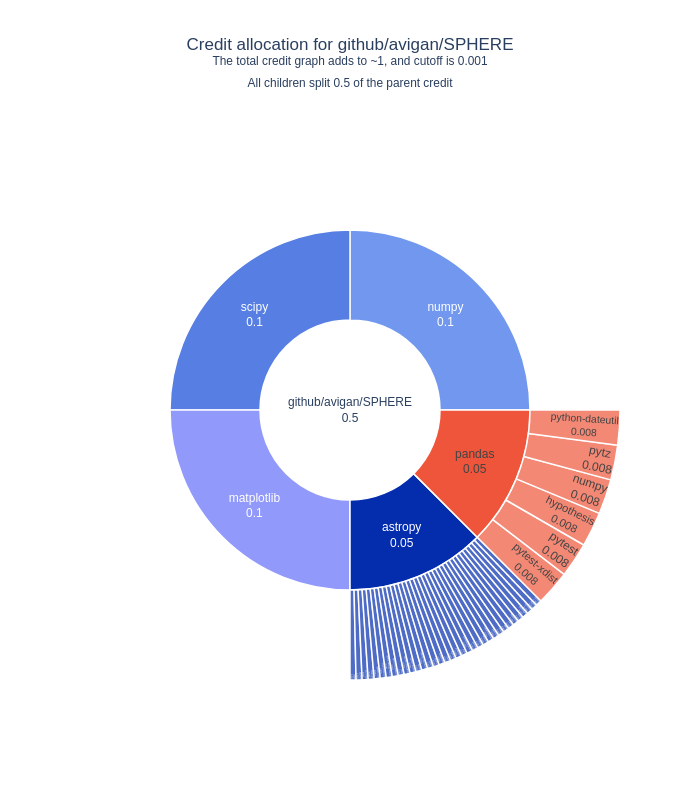 Credit allocation for github/avigan/SPHERE
The total credit graph adds to ~1, and cutoff is 0.001
All children split 0.5 of the parent credit
scipy
0.1
numpy
0.1
github/avigan/SPHERE
0.5
python-dateutil
0.008
pytz
0.008
numpy
0.008
hypothesis
0.008
pytest
0.008
pytest-xdist
0.008
pandas
0.05
matplotlib
0.1
astropy
0.05